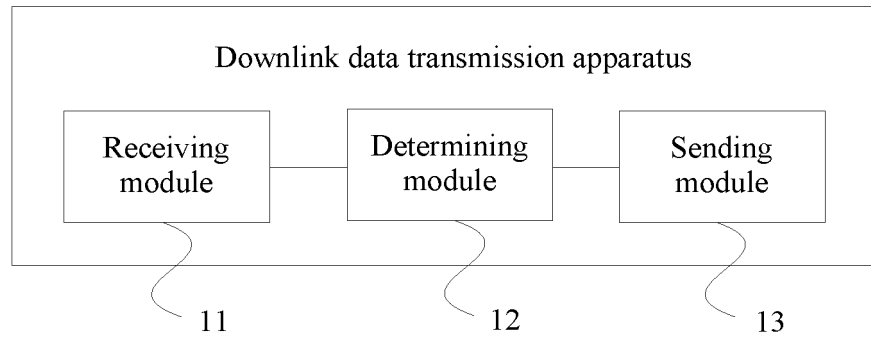 Downlink data transmission apparatus
Receiving
module
Determining
module
Sending
module
11
12
13